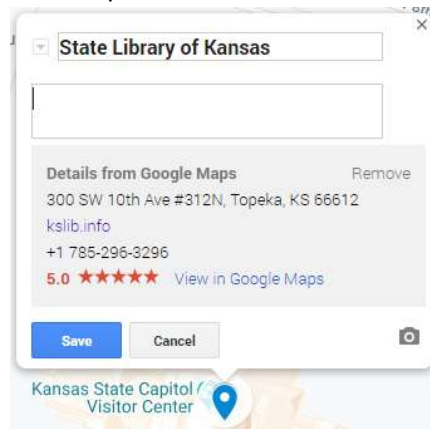 State Library of Kansas
Details from Google Maps Remove
300 SW 10th Ave #312N, Topeka, KS 66612
kslib.info
+1 785-296-3296
5.0 ★★★★★ View in Google Maps
Save Cancel
Kansas State Capitol
Visitor Center